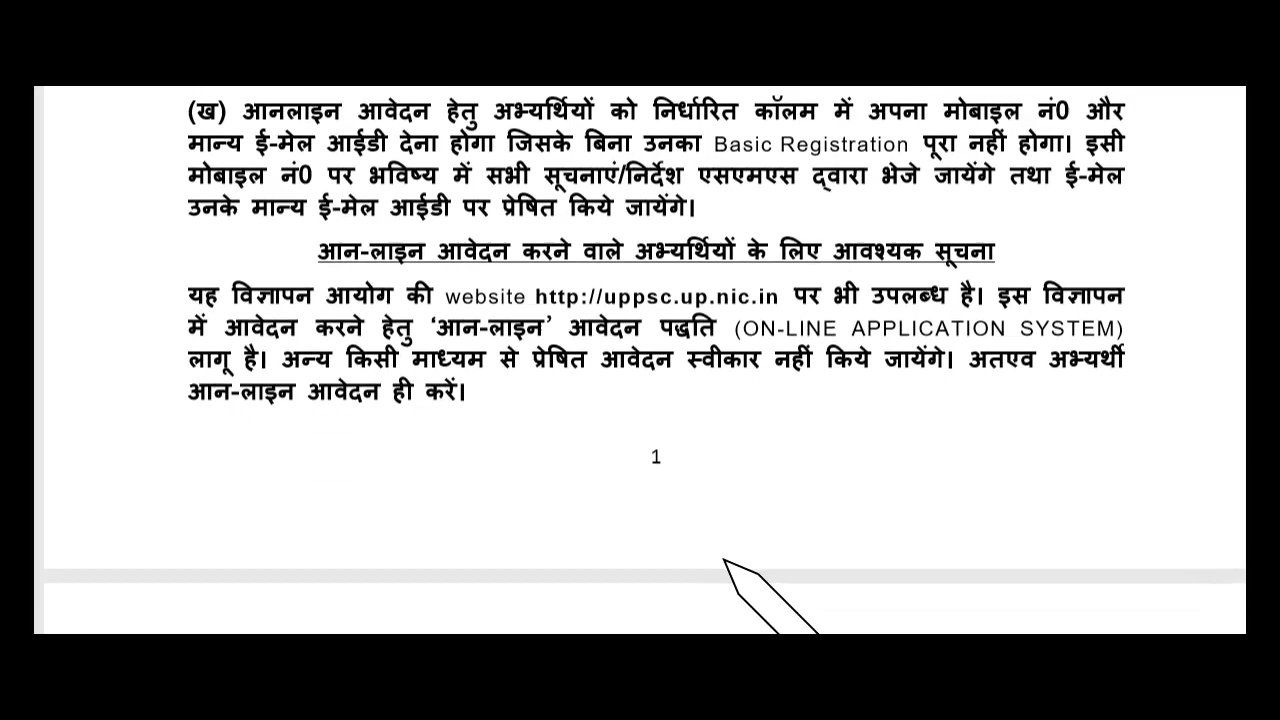 (ख) आनलाइन आवेदन हेतु अभ्यर्थियों को निर्धारित कॉलम में अपना मोबाइल नं0 और
मान्य ई-मेल आईडी देना होगा जिसके बिना उनका Basic Registration पूरा नहीं होगा। इसी
मोबाइल नं0 पर भविष्य में सभी सूचनाएं/निर्देश एसएमएस द्वारा भेजे जायेंगे तथा ई-मेल
उनके मान्य ई-मेल आईडी पर प्रेषित किये जायेंगे।
आन-लाइन आवेदन करने वाले अभ्यर्थियों के लिए आवश्यक सूचना
यह विज्ञापन आयोग की website http://uppsc.up.nic.in पर भी उपलब्ध है। इस विज्ञापन
में आवेदन करने हेतु ‘आन-लाइन’ आवेदन पद्धति (ON-LINE APPLICATION SYSTEM)
लागू है। अन्य किसी माध्यम से प्रेषित आवेदन स्वीकार नहीं किये जायेंगे। अतएव अभ्यर्थी
आन-लाइन आवेदन ही करें।
1